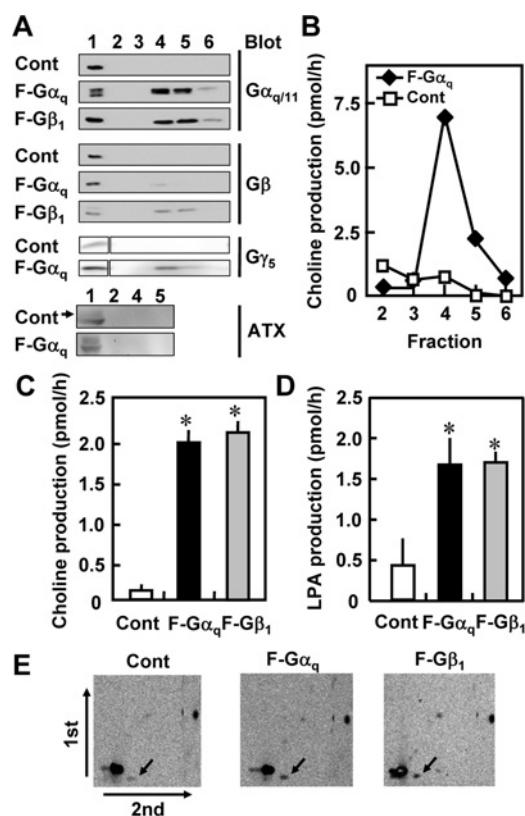 A
1 2 3 4 5 6 Blot
Cont
F-Gαq
F-Gβ1
Gαq/11
Cont
F-Gαq
F-Gβ1
Gβ
Cont
F-Gαq
Gγ5
1 2 4 5
Cont
F-Gαq
ATX
B
Choline production (pmol/h)
7.5
5.0
2.5
0
F-Gαq
Cont
2 3 4 5 6
Fraction
C
Choline production (pmol/h)
2.5
2.0
1.5
1.0
0.5
0
* *
Cont F-Gαq F-Gβ1
D
LPA production (pmol/h)
2.5
2.0
1.5
1.0
0.5
0
* *
Cont F-Gαq F-Gβ1
E
Cont F-Gαq F-Gβ1
1st
2nd